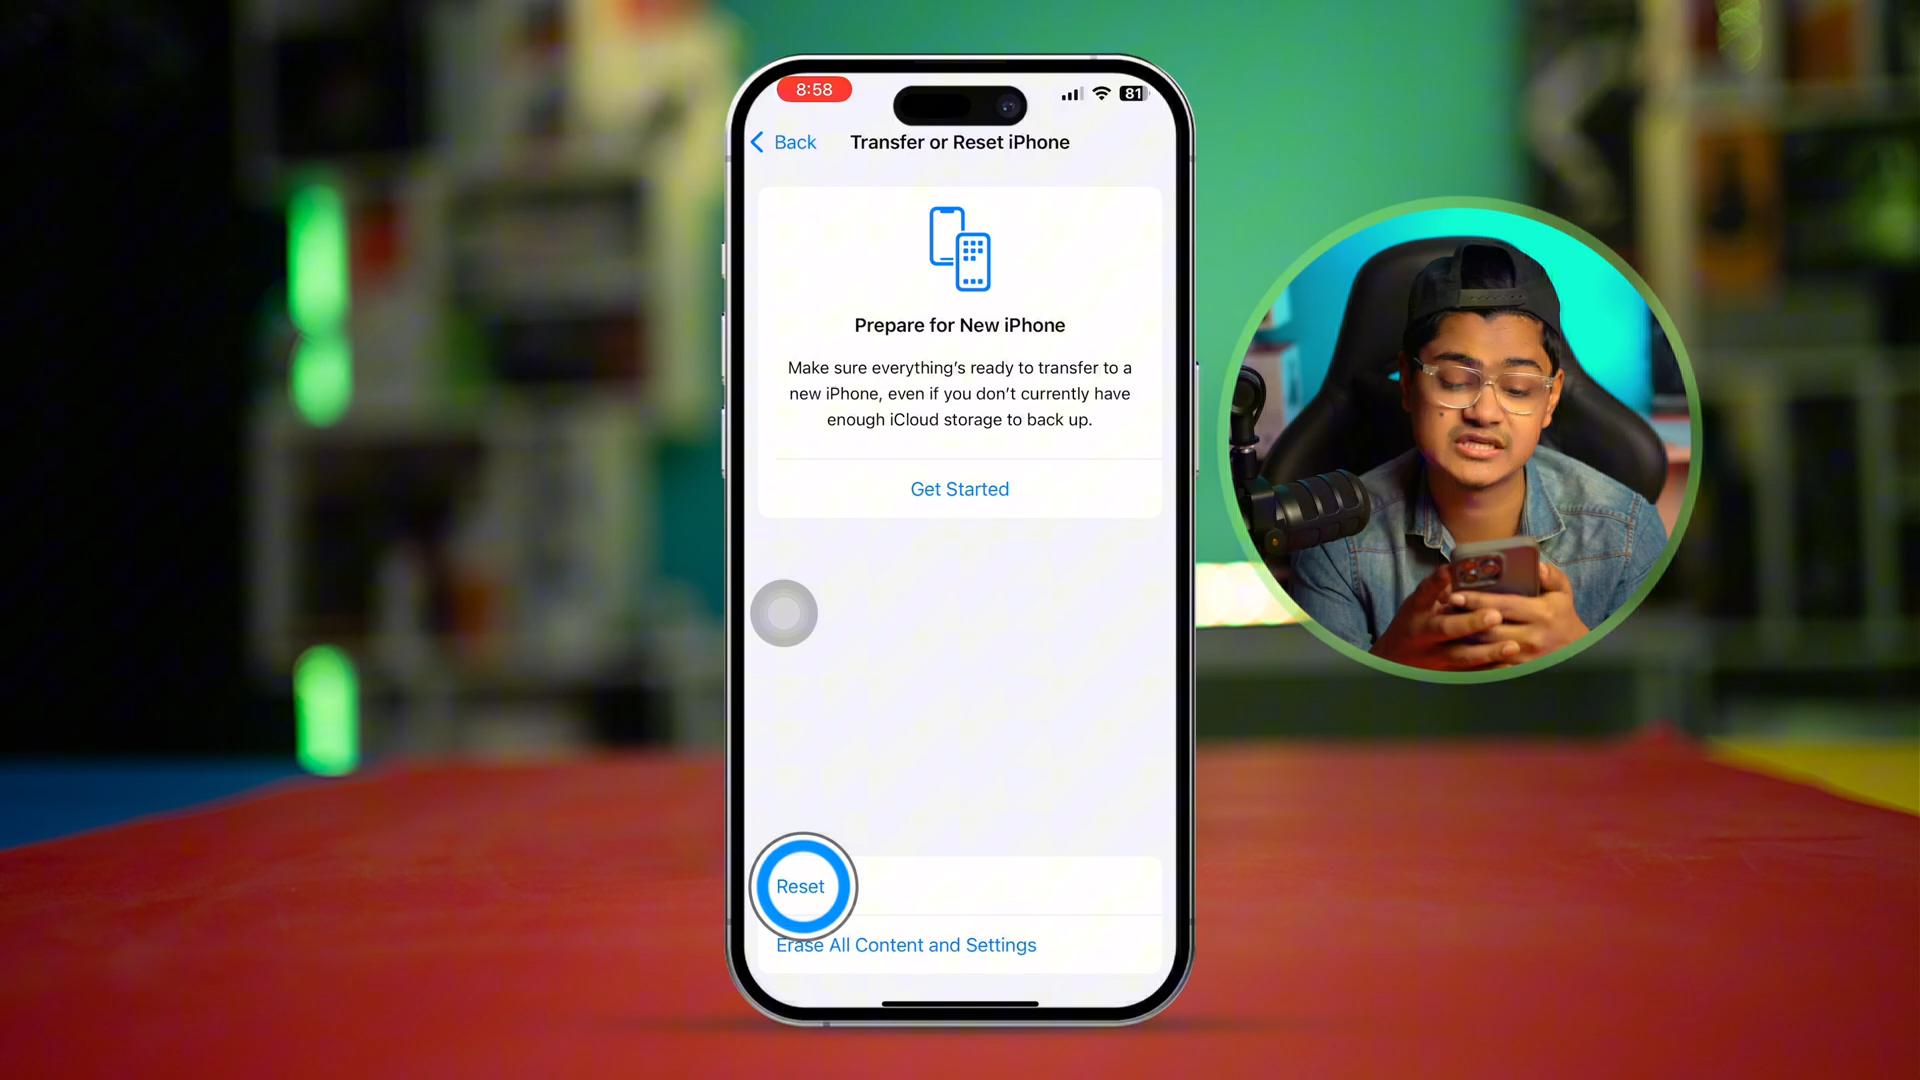 8:58
81
Back
Transfer or Reset iPhone
Prepare for New iPhone
Make sure everything’s ready to transfer to a
new iPhone, even if you don’t currently have
enough iCloud storage to back up.
Get Started
Reset
Erase All Content and Settings